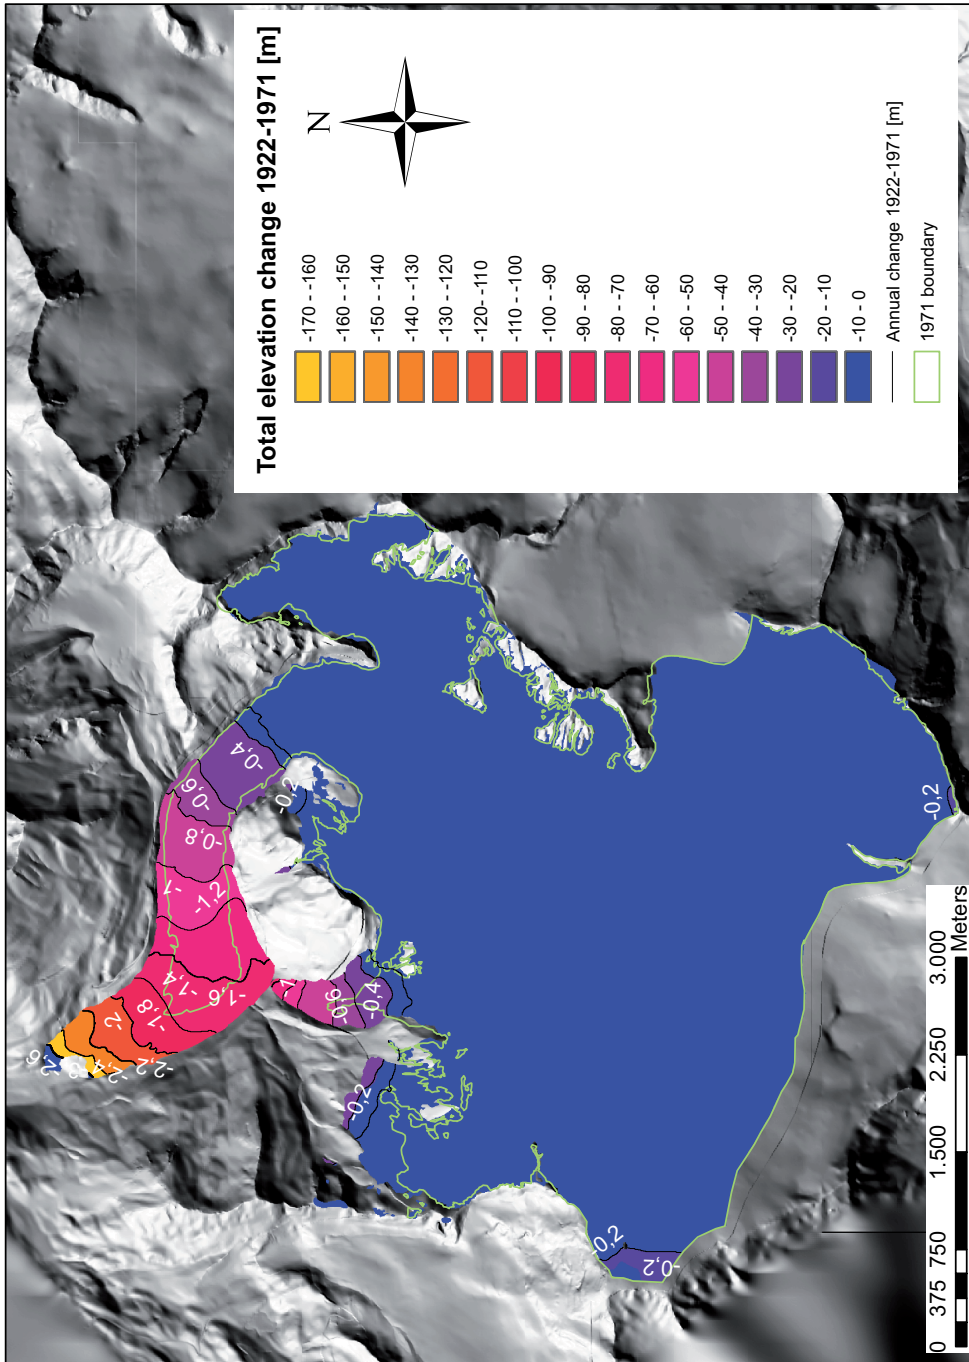 Total elevation change 1922-1971 [m]
N
-170 - -160
-160 - -150
-150 - -140
-140 - -130
-130 - -120
-120- -110
-110 - -100
-100 - -90
-90 - -80
-80 - -70
-70 - -60
-60 - -50
-50 - -40
-40 - -30
-30 - -20
-20 - -10
-10 - 0
Annual change 1922-1971 [m]
1971 boundary
-2,6
-2,4
-2,2
-2
-1,8
-1,6
-1,4
-1,2
-1
-0,8
-0,6
-0,4
-0,2
-1
-0,6
-0,4
-0,2
-0,2
-0,2
-0,2
0 375 750 1.500 2.250 3.000
Meters